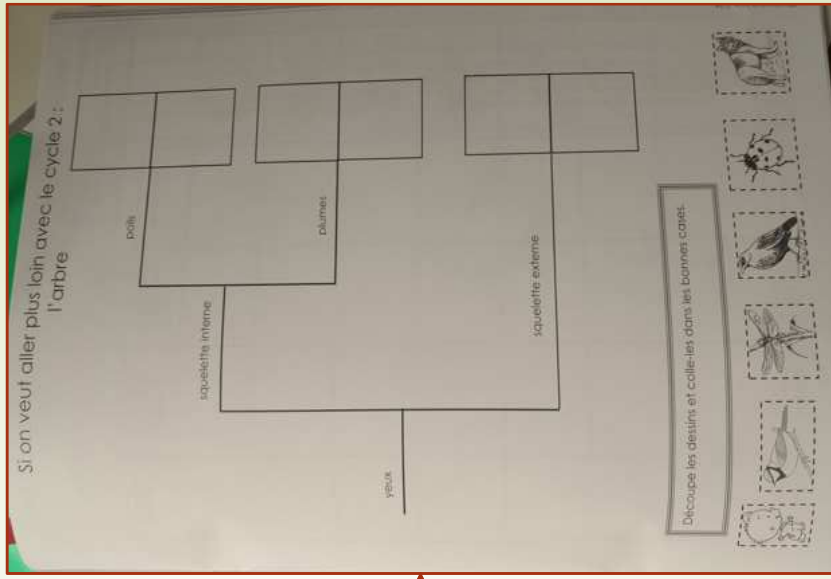 Si on veut aller plus loin avec le cycle 2 :
l'arbre
poils
squelette interne
plumes
yeux
squelette externe
Découpe les dessins et colle-les dans les bonnes cases.